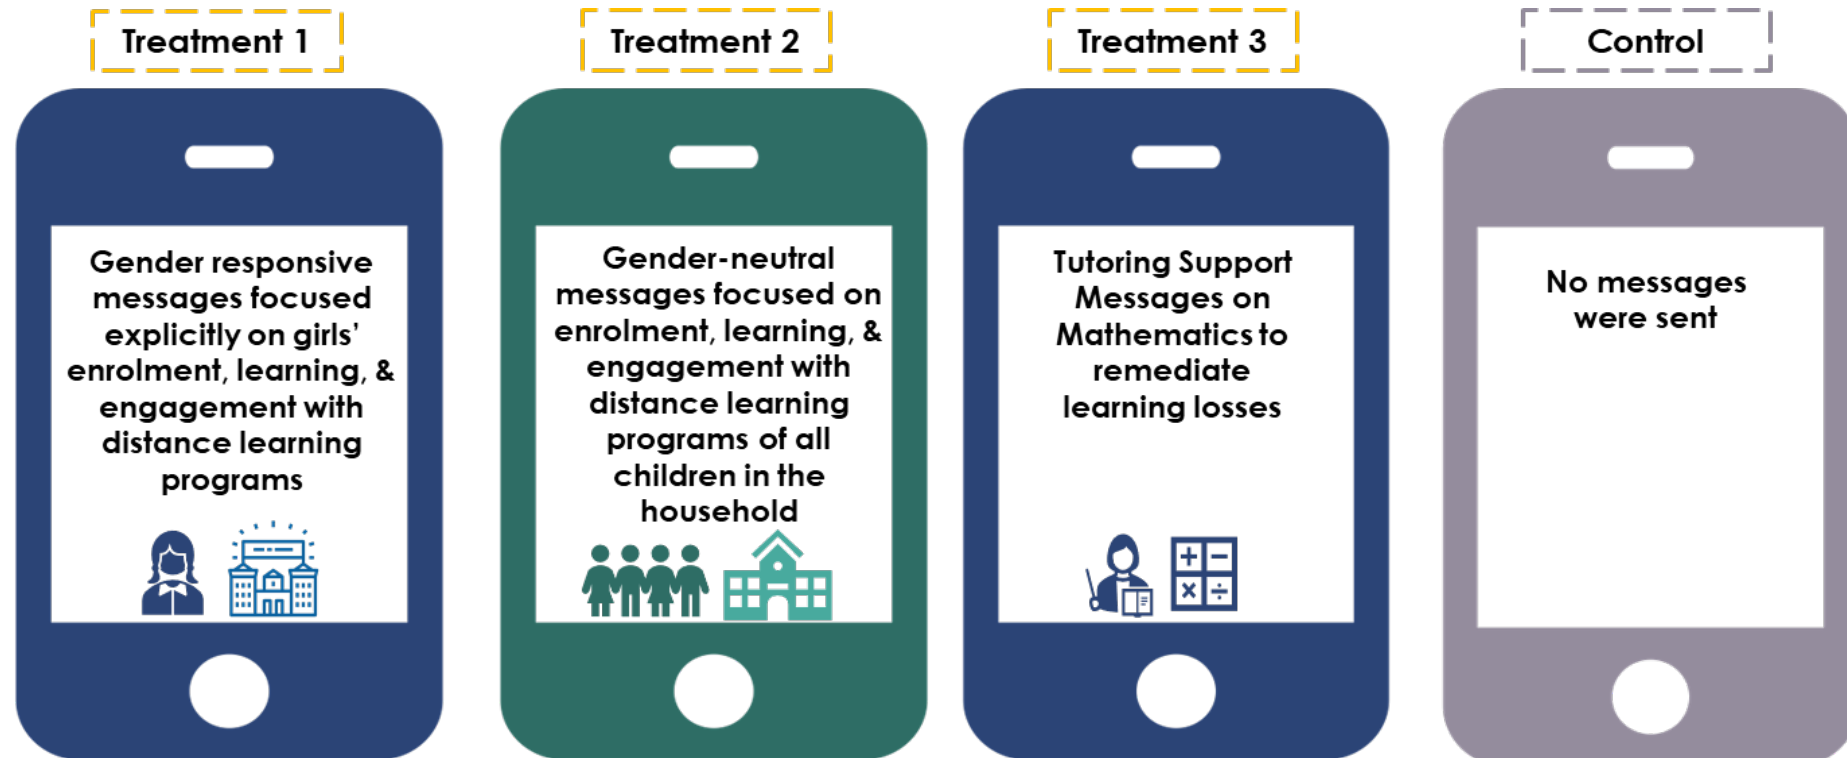 Treatment 1
Gender responsive
messages focused
explicitly on girls'
enrolment, learning, &
engagement with
distance learning
programs
Treatment 2
Gender-neutral
messages focused on
enrolment, learning, &
engagement with
distance learning
programs of all
children in the
household
Treatment 3
Tutoring Support
Messages on
Mathematics to
remediate
learning losses
+ −
× ÷
Control
No messages
were sent